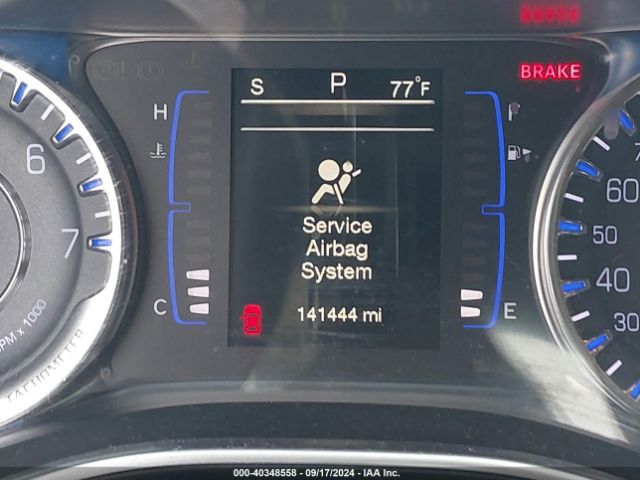 BRAKE
S P 77°F
H F
6 60
Service
Airbag
System
7 50
40
C 141444 mi E
30
RPM x 1000
TACHOMETER
000-40348558 - 09/17/2024 - IAA Inc.